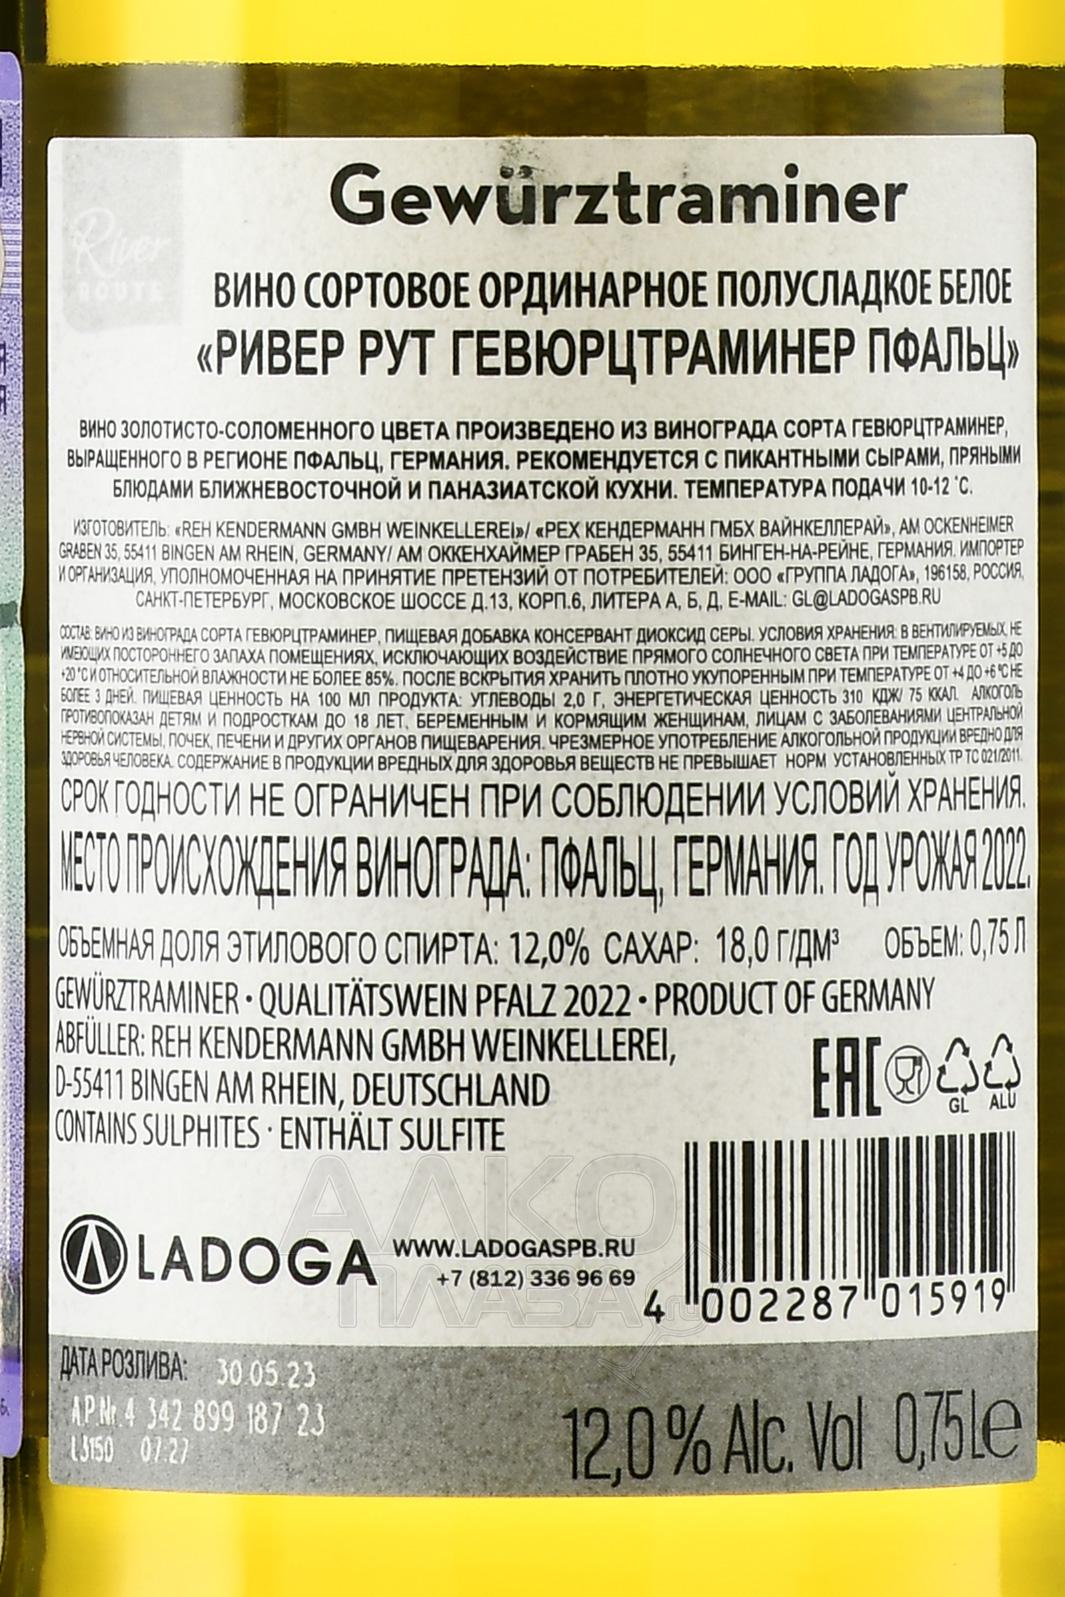 Gewürztraminer
River
ROUTE
ВИНО СОРТОВОЕ ОРДИНАРНОЕ ПОЛУСЛАДКОЕ БЕЛОЕ
«РИВЕР РУТ ГЕВЮРЦТРАМИНЕР ПФАЛЬЦ»
ВИНО ЗОЛОТИСТО-СОЛОМЕННОГО ЦВЕТА ПРОИЗВЕДЕНО ИЗ ВИНОГРАДА СОРТА ГЕВЮРЦТРАМИНЕР,
ВЫРАЩЕННОГО В РЕГИОНЕ ПФАЛЬЦ, ГЕРМАНИЯ. РЕКОМЕНДУЕТСЯ С ПИКАНТНЫМИ СЫРАМИ, ПРЯНЫМИ
БЛЮДАМИ БЛИЖНЕВОСТОЧНОЙ И ПАНАЗИАТСКОЙ КУХНИ. ТЕМПЕРАТУРА ПОДАЧИ 10-12 °С.
ИЗГОТОВИТЕЛЬ: «REH KENDERMANN GMBH WEINKELLEREI»/ «РЕХ КЕНДЕРМАНН ГМБХ ВАЙНКЕЛЛЕРАЙ», AM OCKENHEIMER
GRABEN 35, 55411 BINGEN AM RHEIN, GERMANY/ АМ ОККЕНХАЙМЕР ГРАБЕН 35, 55411 БИНГЕН-НА-РЕЙНЕ, ГЕРМАНИЯ. ИМПОРТЕР
И ОРГАНИЗАЦИЯ, УПОЛНОМОЧЕННАЯ НА ПРИНЯТИЕ ПРЕТЕНЗИЙ ОТ ПОТРЕБИТЕЛЕЙ: ООО «ГРУППА ЛАДОГА», 196158, РОССИЯ,
САНКТ-ПЕТЕРБУРГ, МОСКОВСКОЕ ШОССЕ Д.13, КОРП.6, ЛИТЕРА А, Б, Д, E-MAIL: GL@LADOGASPB.RU
СОСТАВ: ВИНО ИЗ ВИНОГРАДА СОРТА ГЕВЮРЦТРАМИНЕР, ПИЩЕВАЯ ДОБАВКА КОНСЕРВАНТ ДИОКСИД СЕРЫ. УСЛОВИЯ ХРАНЕНИЯ: В ВЕНТИЛИРУЕМЫХ, НЕ
ИМЕЮЩИХ ПОСТОРОННЕГО ЗАПАХА ПОМЕЩЕНИЯХ, ИСКЛЮЧАЮЩИХ ВОЗДЕЙСТВИЕ ПРЯМОГО СОЛНЕЧНОГО СВЕТА ПРИ ТЕМПЕРАТУРЕ ОТ +5 ДО
+20 °С И ОТНОСИТЕЛЬНОЙ ВЛАЖНОСТИ НЕ БОЛЕЕ 85%. ПОСЛЕ ВСКРЫТИЯ ХРАНИТЬ ПЛОТНО УКУПОРЕННЫМ ПРИ ТЕМПЕРАТУРЕ ОТ +4 ДО +6 °С НЕ
БОЛЕЕ 3 ДНЕЙ. ПИЩЕВАЯ ЦЕННОСТЬ НА 100 МЛ ПРОДУКТА: УГЛЕВОДЫ 2,0 Г, ЭНЕРГЕТИЧЕСКАЯ ЦЕННОСТЬ 310 КДЖ/ 75 ККАЛ. АЛКОГОЛЬ
ПРОТИВОПОКАЗАН ДЕТЯМ И ПОДРОСТКАМ ДО 18 ЛЕТ, БЕРЕМЕННЫМ И КОРМЯЩИМ ЖЕНЩИНАМ, ЛИЦАМ С ЗАБОЛЕВАНИЯМИ ЦЕНТРАЛЬНОЙ
НЕРВНОЙ СИСТЕМЫ, ПОЧЕК, ПЕЧЕНИ И ДРУГИХ ОРГАНОВ ПИЩЕВАРЕНИЯ. ЧРЕЗМЕРНОЕ УПОТРЕБЛЕНИЕ АЛКОГОЛЬНОЙ ПРОДУКЦИИ ВРЕДНО ДЛЯ
ЗДОРОВЬЯ ЧЕЛОВЕКА. СОДЕРЖАНИЕ В ПРОДУКЦИИ ВРЕДНЫХ ДЛЯ ЗДОРОВЬЯ ВЕЩЕСТВ НЕ ПРЕВЫШАЕТ НОРМ УСТАНОВЛЕННЫХ ТР ТС 021/2011.
СРОК ГОДНОСТИ НЕ ОГРАНИЧЕН ПРИ СОБЛЮДЕНИИ УСЛОВИЙ ХРАНЕНИЯ.
МЕСТО ПРОИСХОЖДЕНИЯ ВИНОГРАДА: ПФАЛЬЦ, ГЕРМАНИЯ. ГОД УРОЖАЯ 2022.
ОБЪЕМНАЯ ДОЛЯ ЭТИЛОВОГО СПИРТА: 12,0% САХАР: 18,0 Г/ДМ³ ОБЪЕМ: 0,75 Л
GEWÜRZTRAMINER · QUALITÄTSWEIN PFALZ 2022 · PRODUCT OF GERMANY
ABFÜLLER: REH KENDERMANN GMBH WEINKELLEREI,
D-55411 BINGEN AM RHEIN, DEUTSCHLAND
CONTAINS SULPHITES · ENTHÄLT SULFITE
EAC
GL
ALU
LADOGA
WWW.LADOGASPB.RU
+7 (812) 336 96 69
4 002287 015919
АЛКО
ПЛАЗА.ru
ДАТА РОЗЛИВА: 30.05.23
A.P.Nr. 4 342 899 187 23
L3150 07:27
12,0 % Alc. Vol 0,75 L e